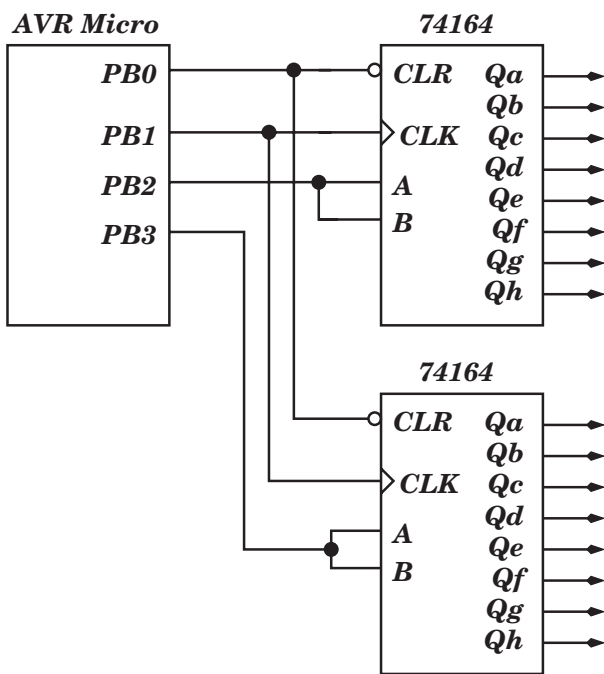 AVR Micro
PB0
PB1
PB2
PB3
74164
CLR
CLK
A
B
Qa
Qb
Qc
Qd
Qe
Qf
Qg
Qh
74164
CLR
CLK
A
B
Qa
Qb
Qc
Qd
Qe
Qf
Qg
Qh